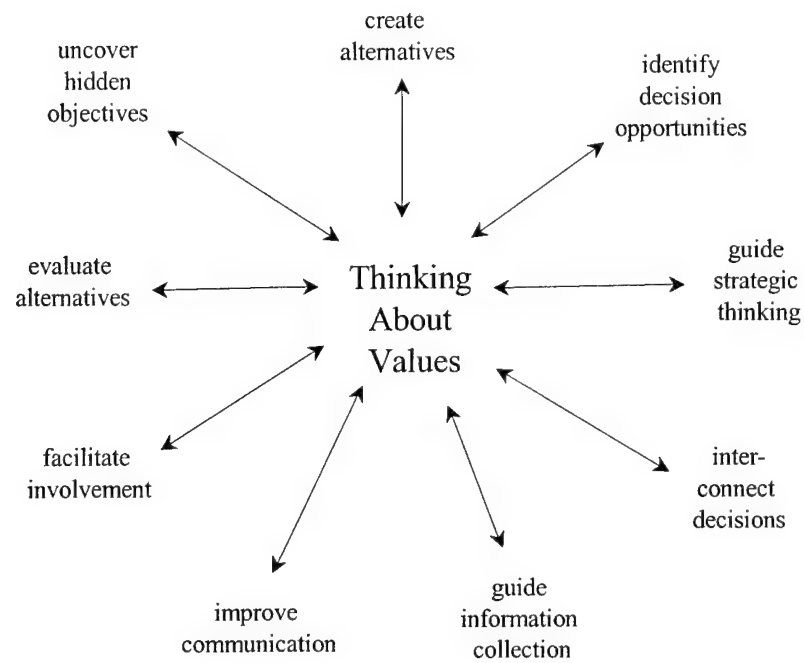 create
alternatives
uncover
hidden
objectives
identify
decision
opportunities
evaluate
alternatives
Thinking
About
Values
guide
strategic
thinking
facilitate
involvement
inter-
connect
decisions
improve
communication
guide
information
collection